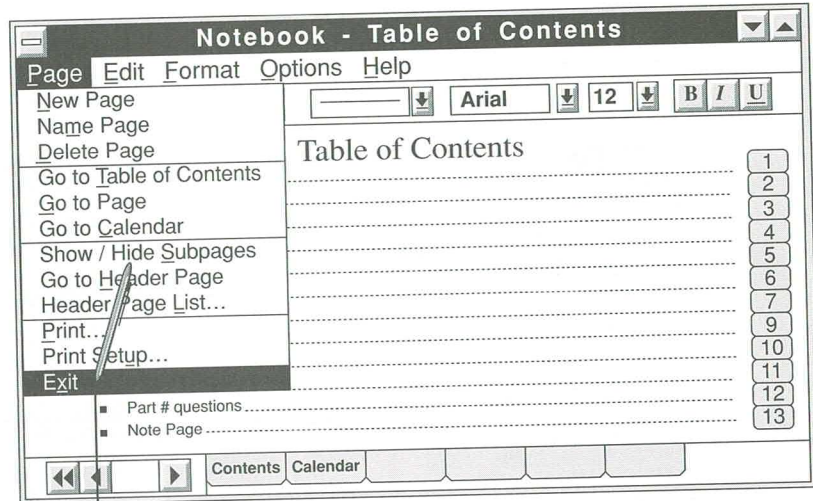 Notebook - Table of Contents
Page Edit Format Options Help
Arial 12 B I U
New Page
Name Page
Delete Page
Go to Table of Contents
Go to Page
Go to Calendar
Show / Hide Subpages
Go to Header Page
Header Page List...
Print...
Print Setup...
Exit
Table of Contents
1
2
3
4
5
6
7
9
10
11
12
13
Part # questions
Note Page
Contents Calendar